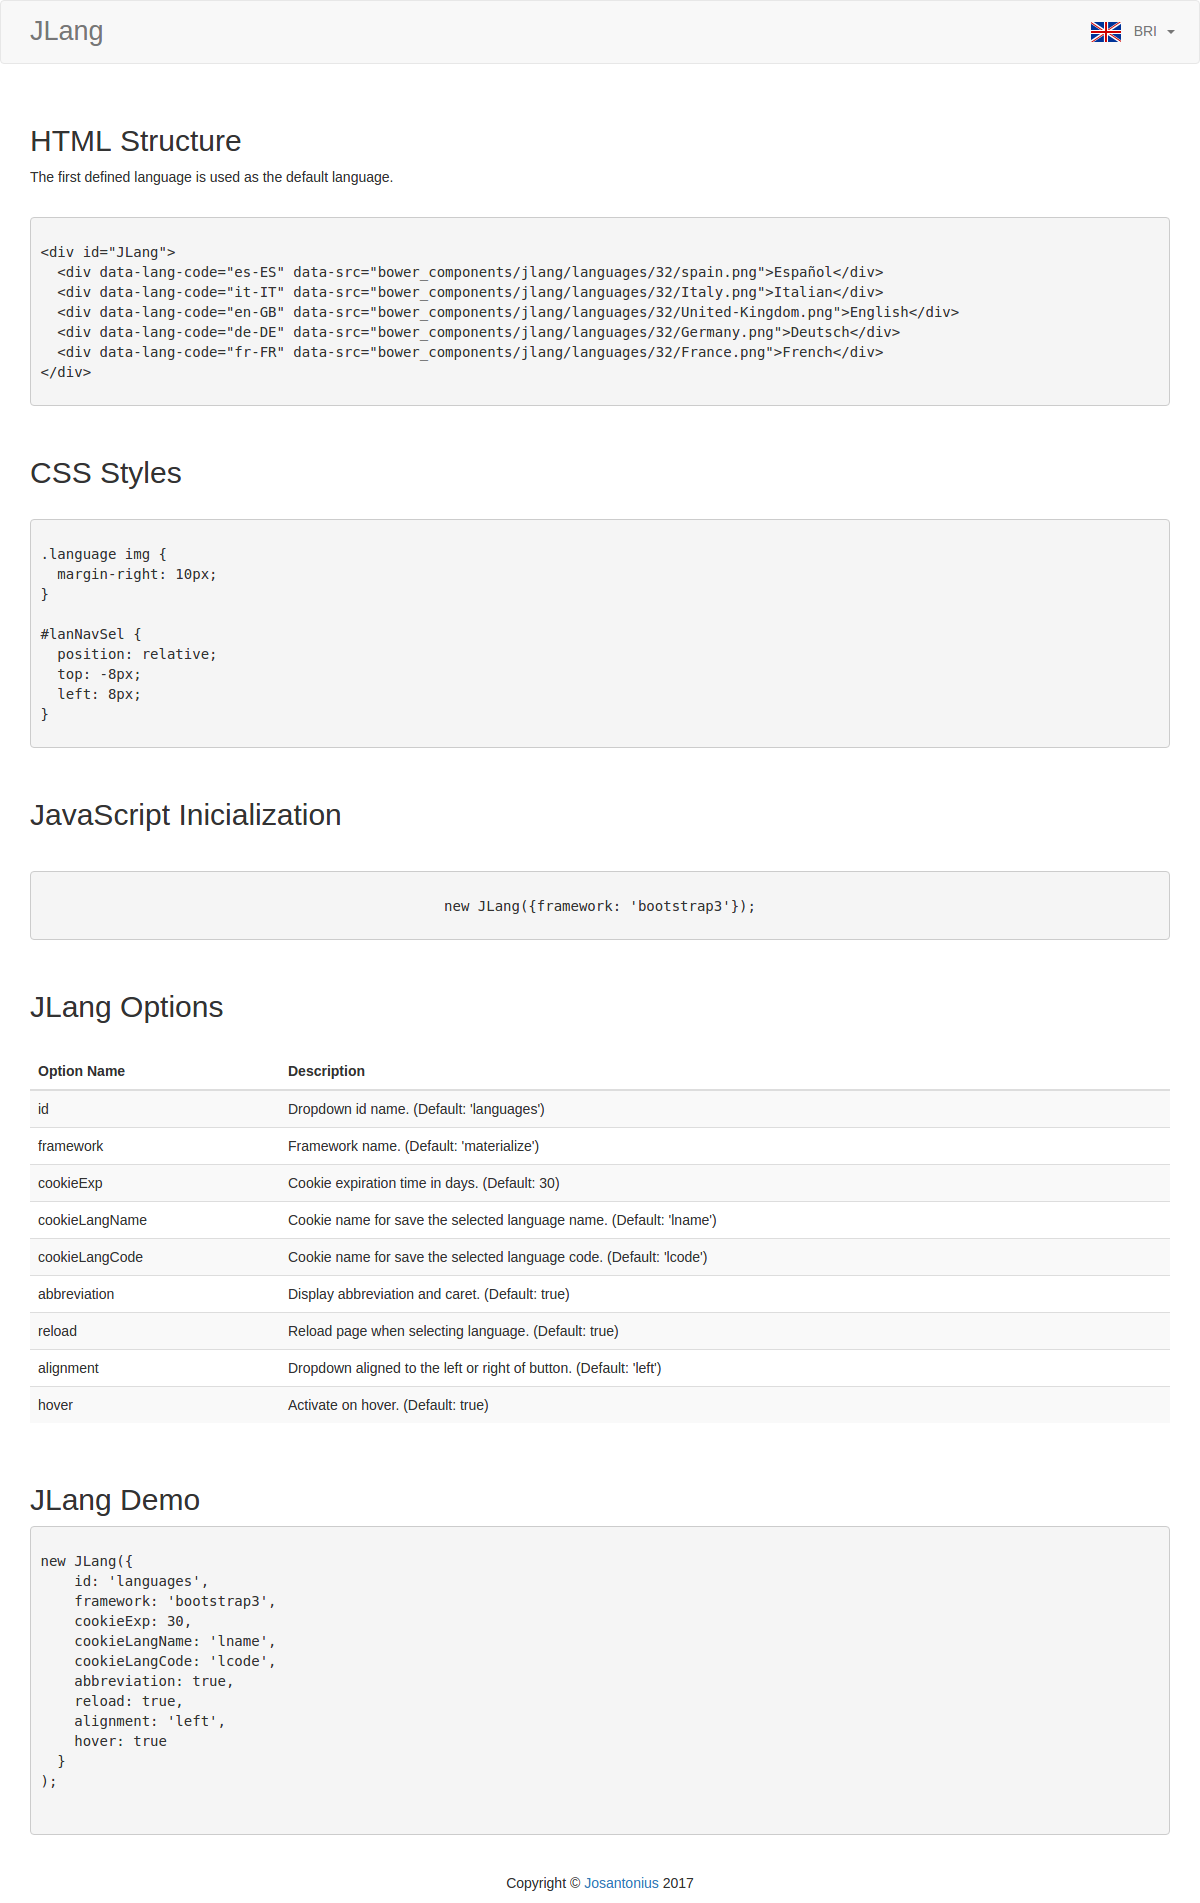 JLang
BRI
HTML Structure
The first defined language is used as the default language.
<div id="JLang">
  <div data-lang-code="es-ES" data-src="bower_components/jlang/languages/32/spain.png">Español</div>
  <div data-lang-code="it-IT" data-src="bower_components/jlang/languages/32/Italy.png">Italian</div>
  <div data-lang-code="en-GB" data-src="bower_components/jlang/languages/32/United-Kingdom.png">English</div>
  <div data-lang-code="de-DE" data-src="bower_components/jlang/languages/32/Germany.png">Deutsch</div>
  <div data-lang-code="fr-FR" data-src="bower_components/jlang/languages/32/France.png">French</div>
</div>
CSS Styles
.language img {
  margin-right: 10px;
}
#lanNavSel {
  position: relative;
  top: -8px;
  left: 8px;
}
JavaScript Inicialization
new JLang({framework: 'bootstrap3'});
JLang Options
Option Name Description
id Dropdown id name. (Default: 'languages')
framework Framework name. (Default: 'materialize')
cookieExp Cookie expiration time in days. (Default: 30)
cookieLangName Cookie name for save the selected language name. (Default: 'lname')
cookieLangCode Cookie name for save the selected language code. (Default: 'lcode')
abbreviation Display abbreviation and caret. (Default: true)
reload Reload page when selecting language. (Default: true)
alignment Dropdown aligned to the left or right of button. (Default: 'left')
hover Activate on hover. (Default: true)
JLang Demo
new JLang({
    id: 'languages',
    framework: 'bootstrap3',
    cookieExp: 30,
    cookieLangName: 'lname',
    cookieLangCode: 'lcode',
    abbreviation: true,
    reload: true,
    alignment: 'left',
    hover: true
  }
);
Copyright © Josantonius 2017